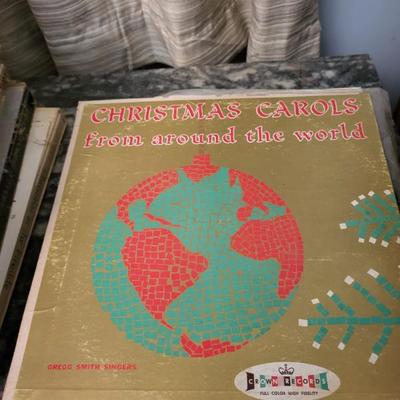 CHRISTMAS CAROLS
from around the world
GREGG SMITH SINGERS
CROWN RECORDS
FULL COLOR HIGH FIDELITY